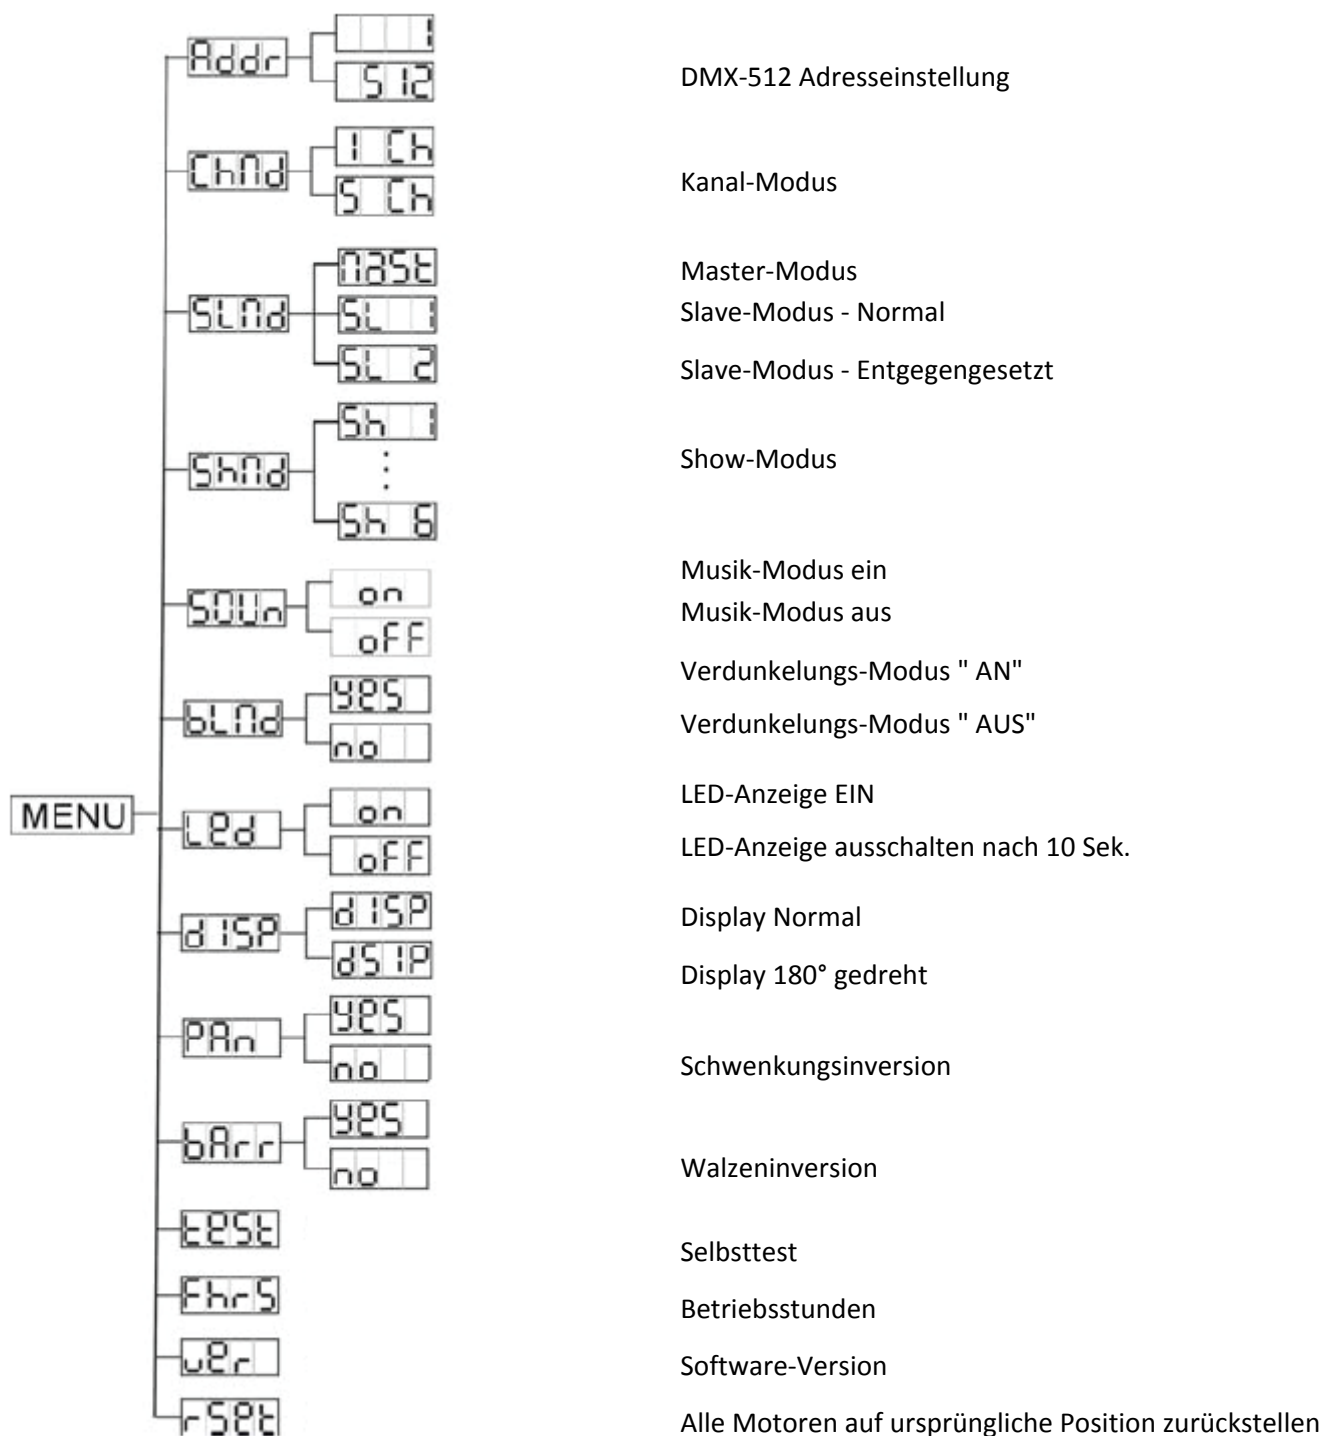 Addr
1
512
DMX-512 Adresseinstellung
ChMd
1 Ch
5 Ch
Kanal-Modus
SLMd
MaSt
SL 1
SL 2
Master-Modus
Slave-Modus - Normal
Slave-Modus - Entgegengesetzt
ShMd
Sh 1
Sh 6
Show-Modus
SOUn
on
oFF
Musik-Modus ein
Musik-Modus aus
bLMd
yes
no
Verdunkelungs-Modus " AN"
Verdunkelungs-Modus " AUS"
MENU
Led
on
oFF
LED-Anzeige EIN
LED-Anzeige ausschalten nach 10 Sek.
dISP
dISP
dSIP
Display Normal
Display 180° gedreht
PAn
yes
no
Schwenkungsinversion
bArr
yes
no
Walzeninversion
test
Selbsttest
FhrS
Betriebsstunden
ver
Software-Version
rSet
Alle Motoren auf ursprüngliche Position zurückstellen